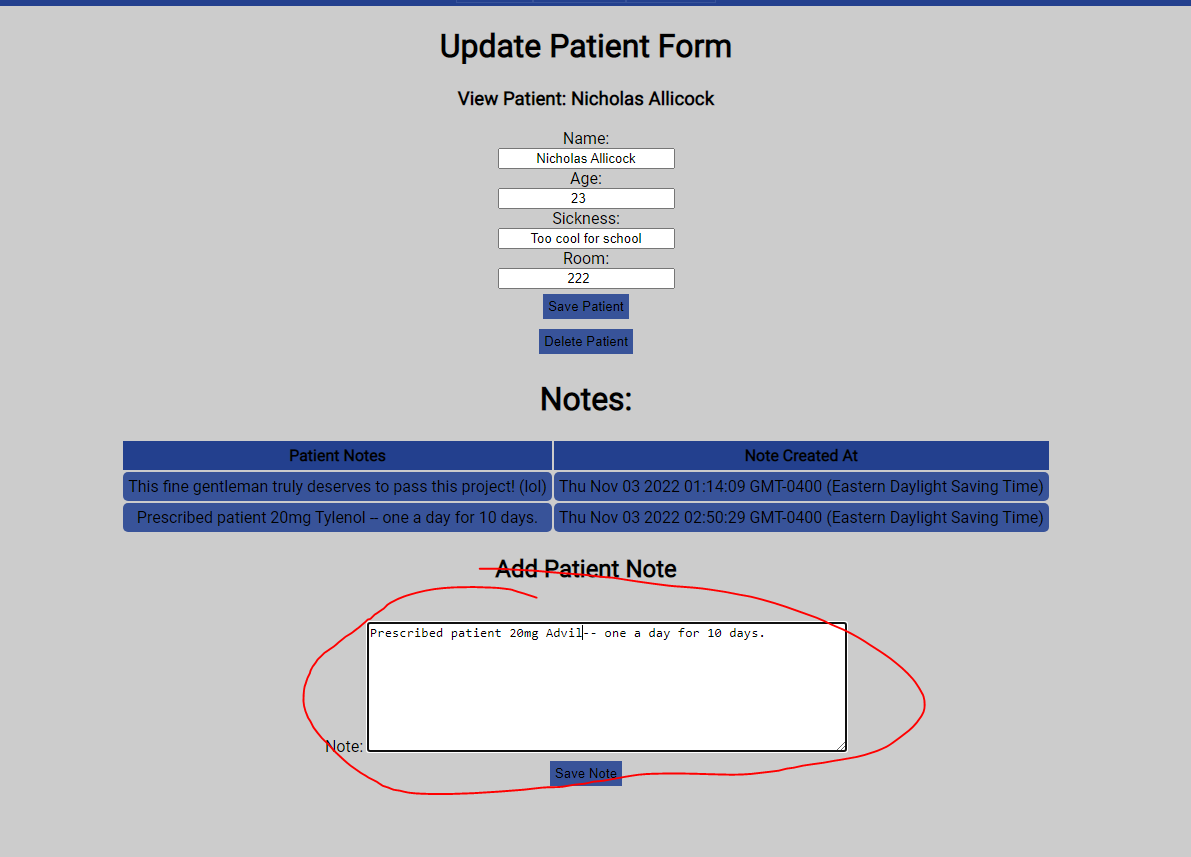 Update Patient Form
View Patient: Nicholas Allicock
Name:
Nicholas Allicock
Age:
23
Sickness:
Too cool for school
Room:
222
Save Patient
Delete Patient
Notes:
Patient Notes Note Created At
This fine gentleman truly deserves to pass this project! (lol) Thu Nov 03 2022 01:14:09 GMT-0400 (Eastern Daylight Saving Time)
Prescribed patient 20mg Tylenol -- one a day for 10 days. Thu Nov 03 2022 02:50:29 GMT-0400 (Eastern Daylight Saving Time)
Add Patient Note
Prescribed patient 20mg Advil-- one a day for 10 days.
Note:
Save Note